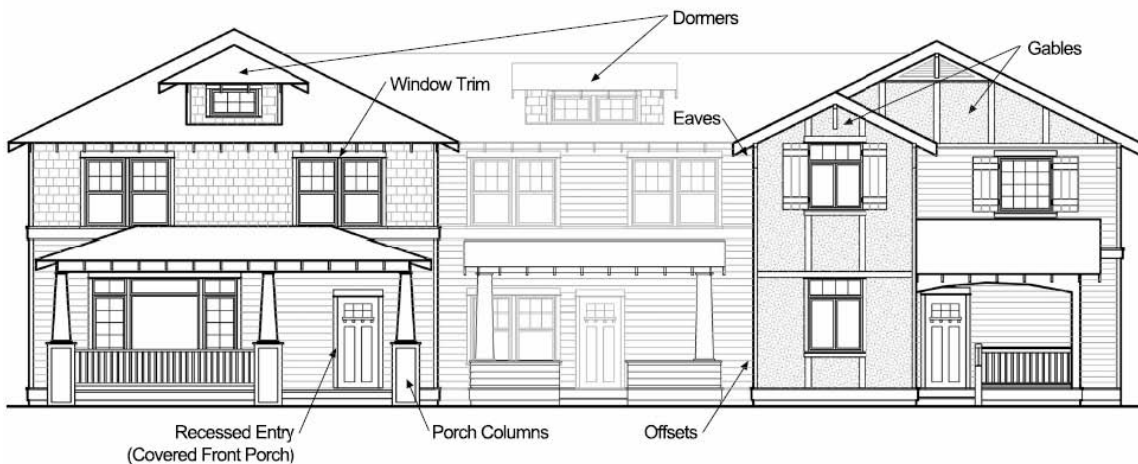 Dormers
Gables
Window Trim
Eaves
Recessed Entry
(Covered Front Porch)
Porch Columns
Offsets